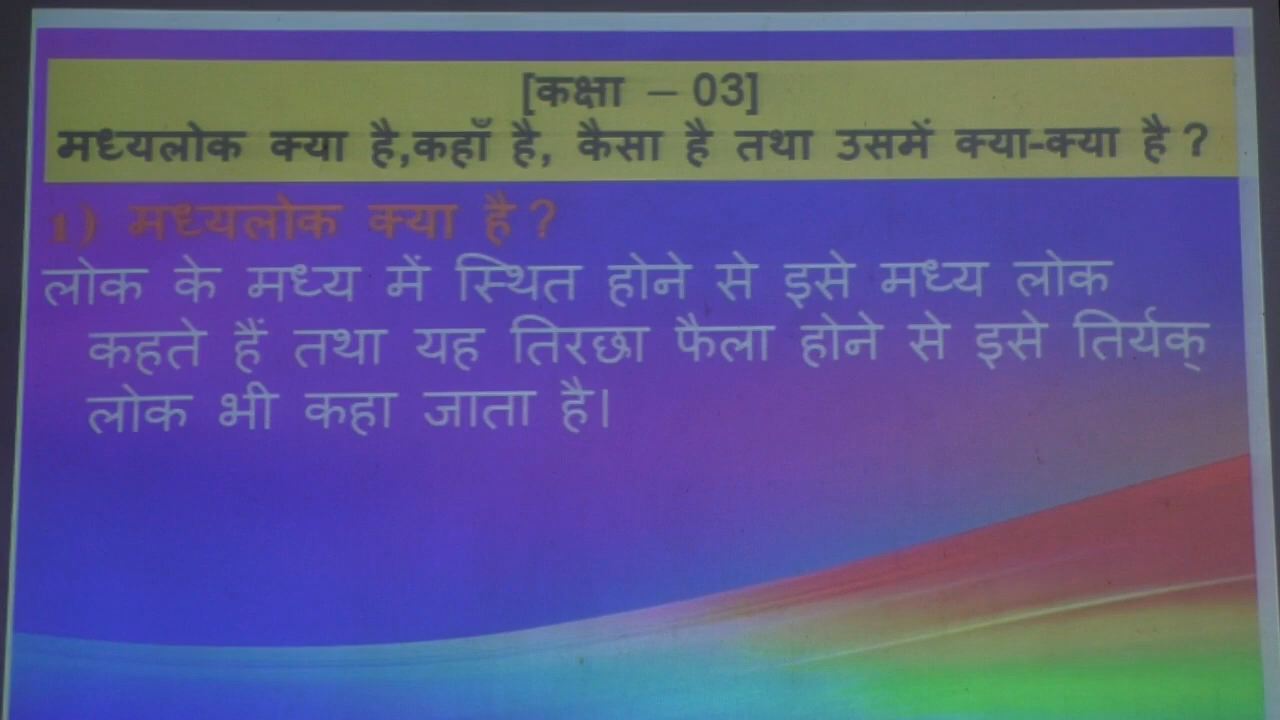 [कक्षा – 03]
मध्यलोक क्या है,कहाँ है, कैसा है तथा उसमें क्या-क्या है ?
1) मध्यलोक क्या है ?
लोक के मध्य में स्थित होने से इसे मध्य लोक
कहते हैं तथा यह तिरछा फैला होने से इसे तिर्यक्
लोक भी कहा जाता है।